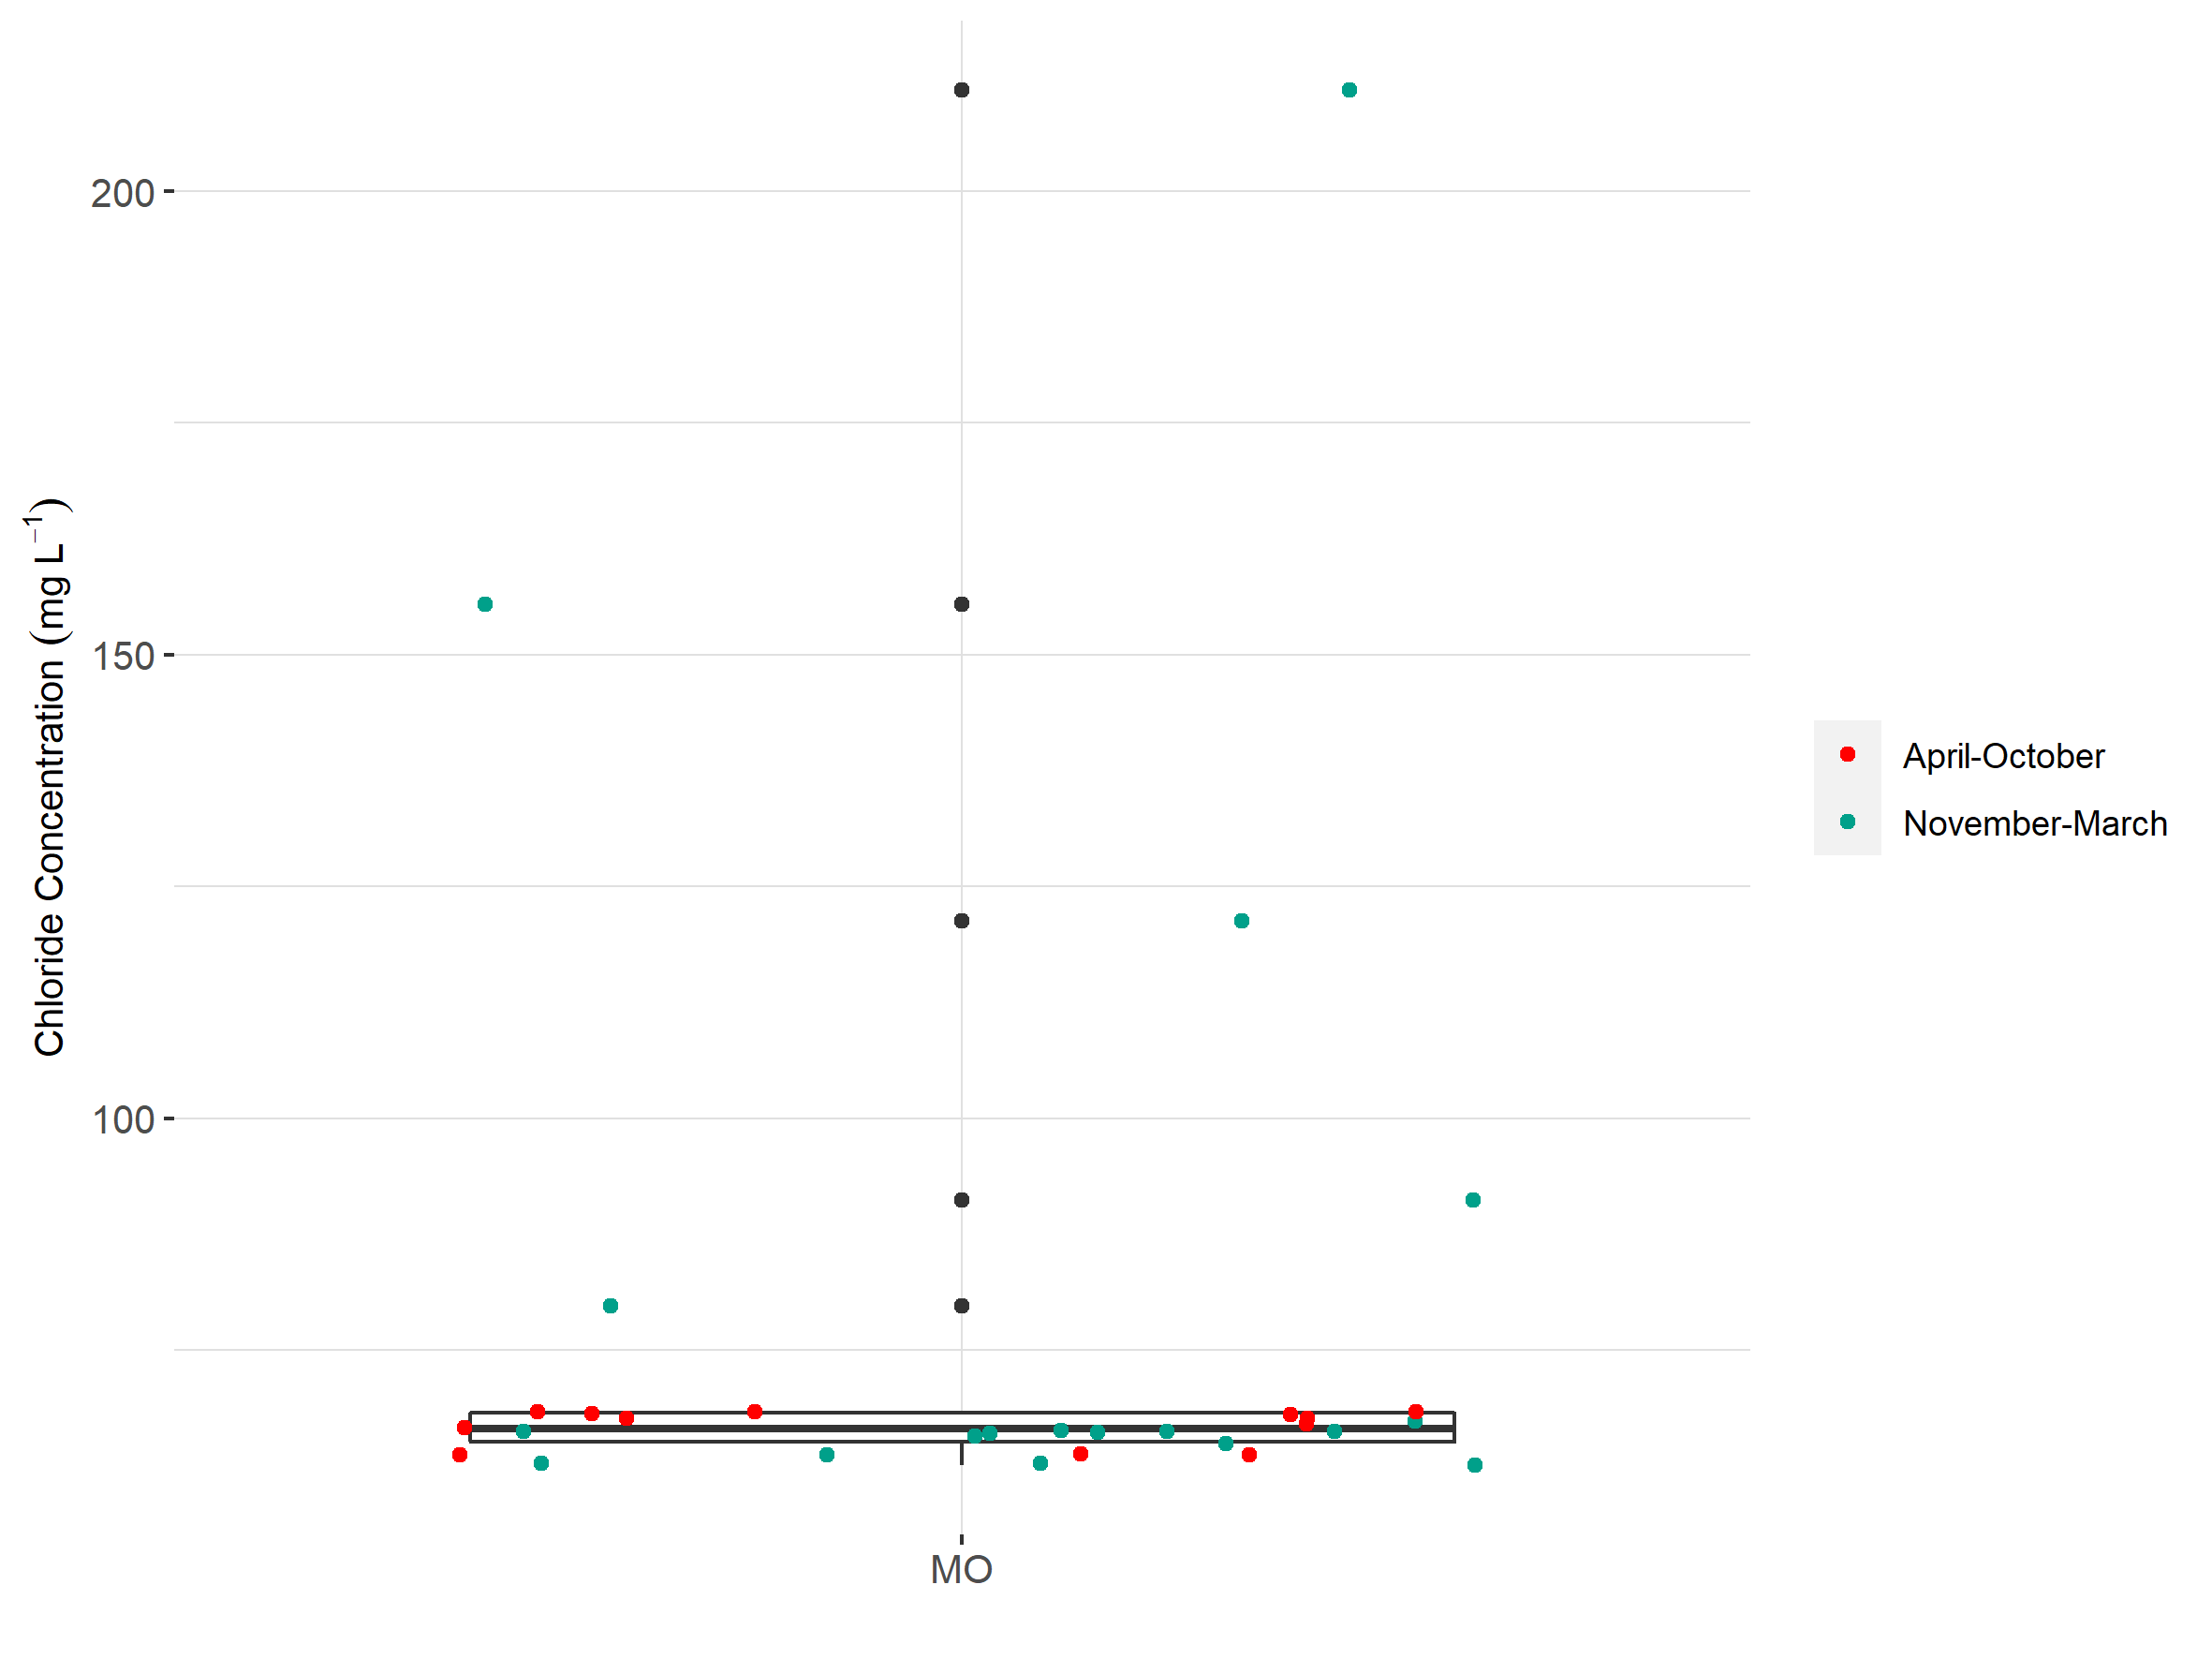 Chloride Concentration (mg L⁻¹)
200
150
100
MO
April-October
November-March